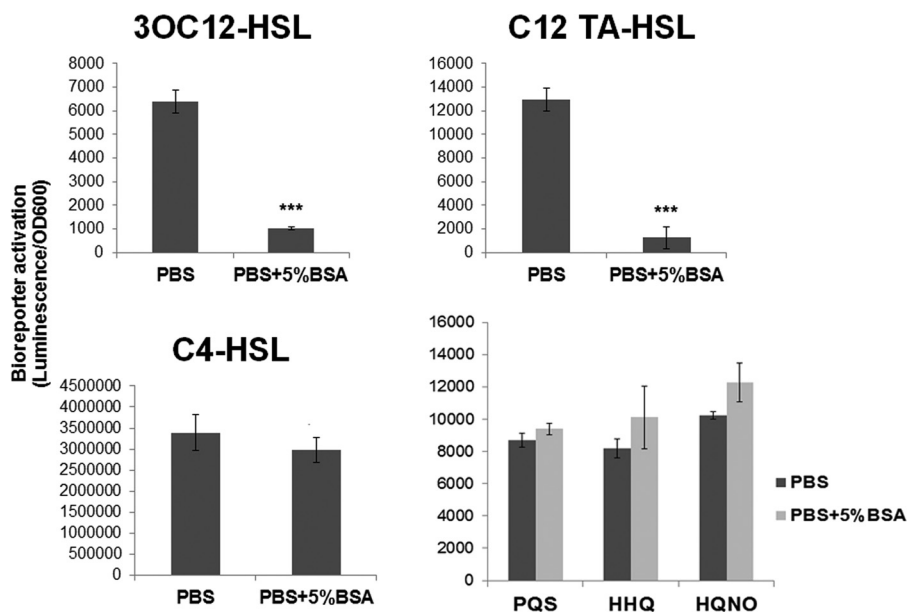 3OC12-HSL
8000
7000
6000
5000
4000
3000
2000
1000
0
***
PBS
PBS+5%BSA
C12 TA-HSL
16000
14000
12000
10000
8000
6000
4000
2000
0
***
PBS
PBS+5%BSA
Bioreporter activation
(Luminescence/OD600)
C4-HSL
4500000
4000000
3500000
3000000
2500000
2000000
1500000
1000000
500000
0
PBS
PBS+5%BSA
16000
14000
12000
10000
8000
6000
4000
2000
0
PQS
HHQ
HQNO
PBS
PBS+5%BSA